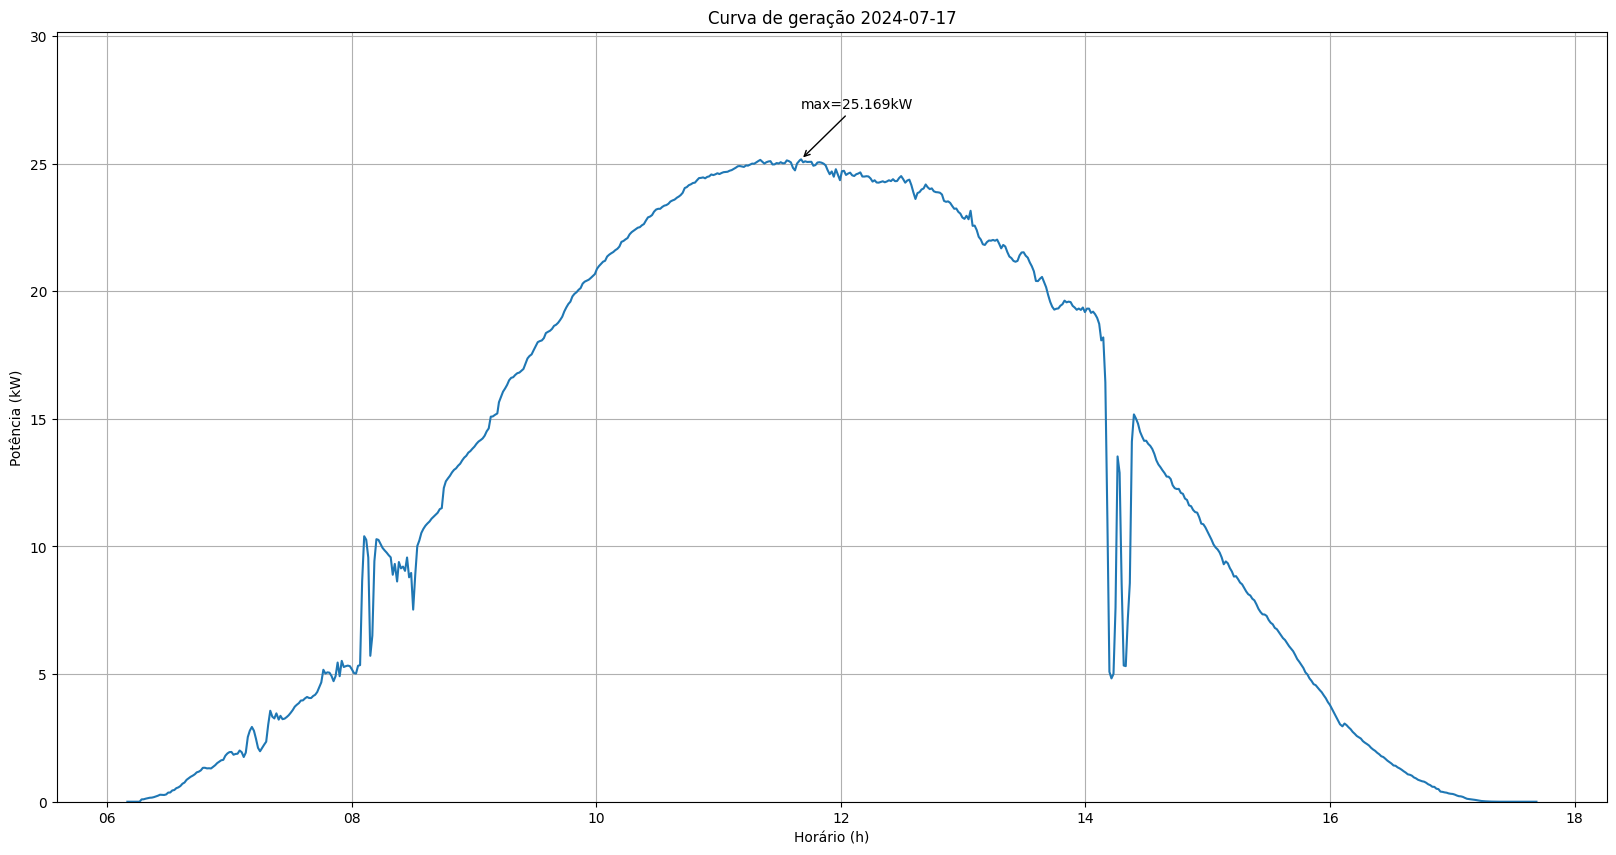 Curva de geração 2024-07-17
30
max=25.169kW
25
20
15
10
5
0
Potência (kW)
06 08 10 12 14 16 18
Horário (h)